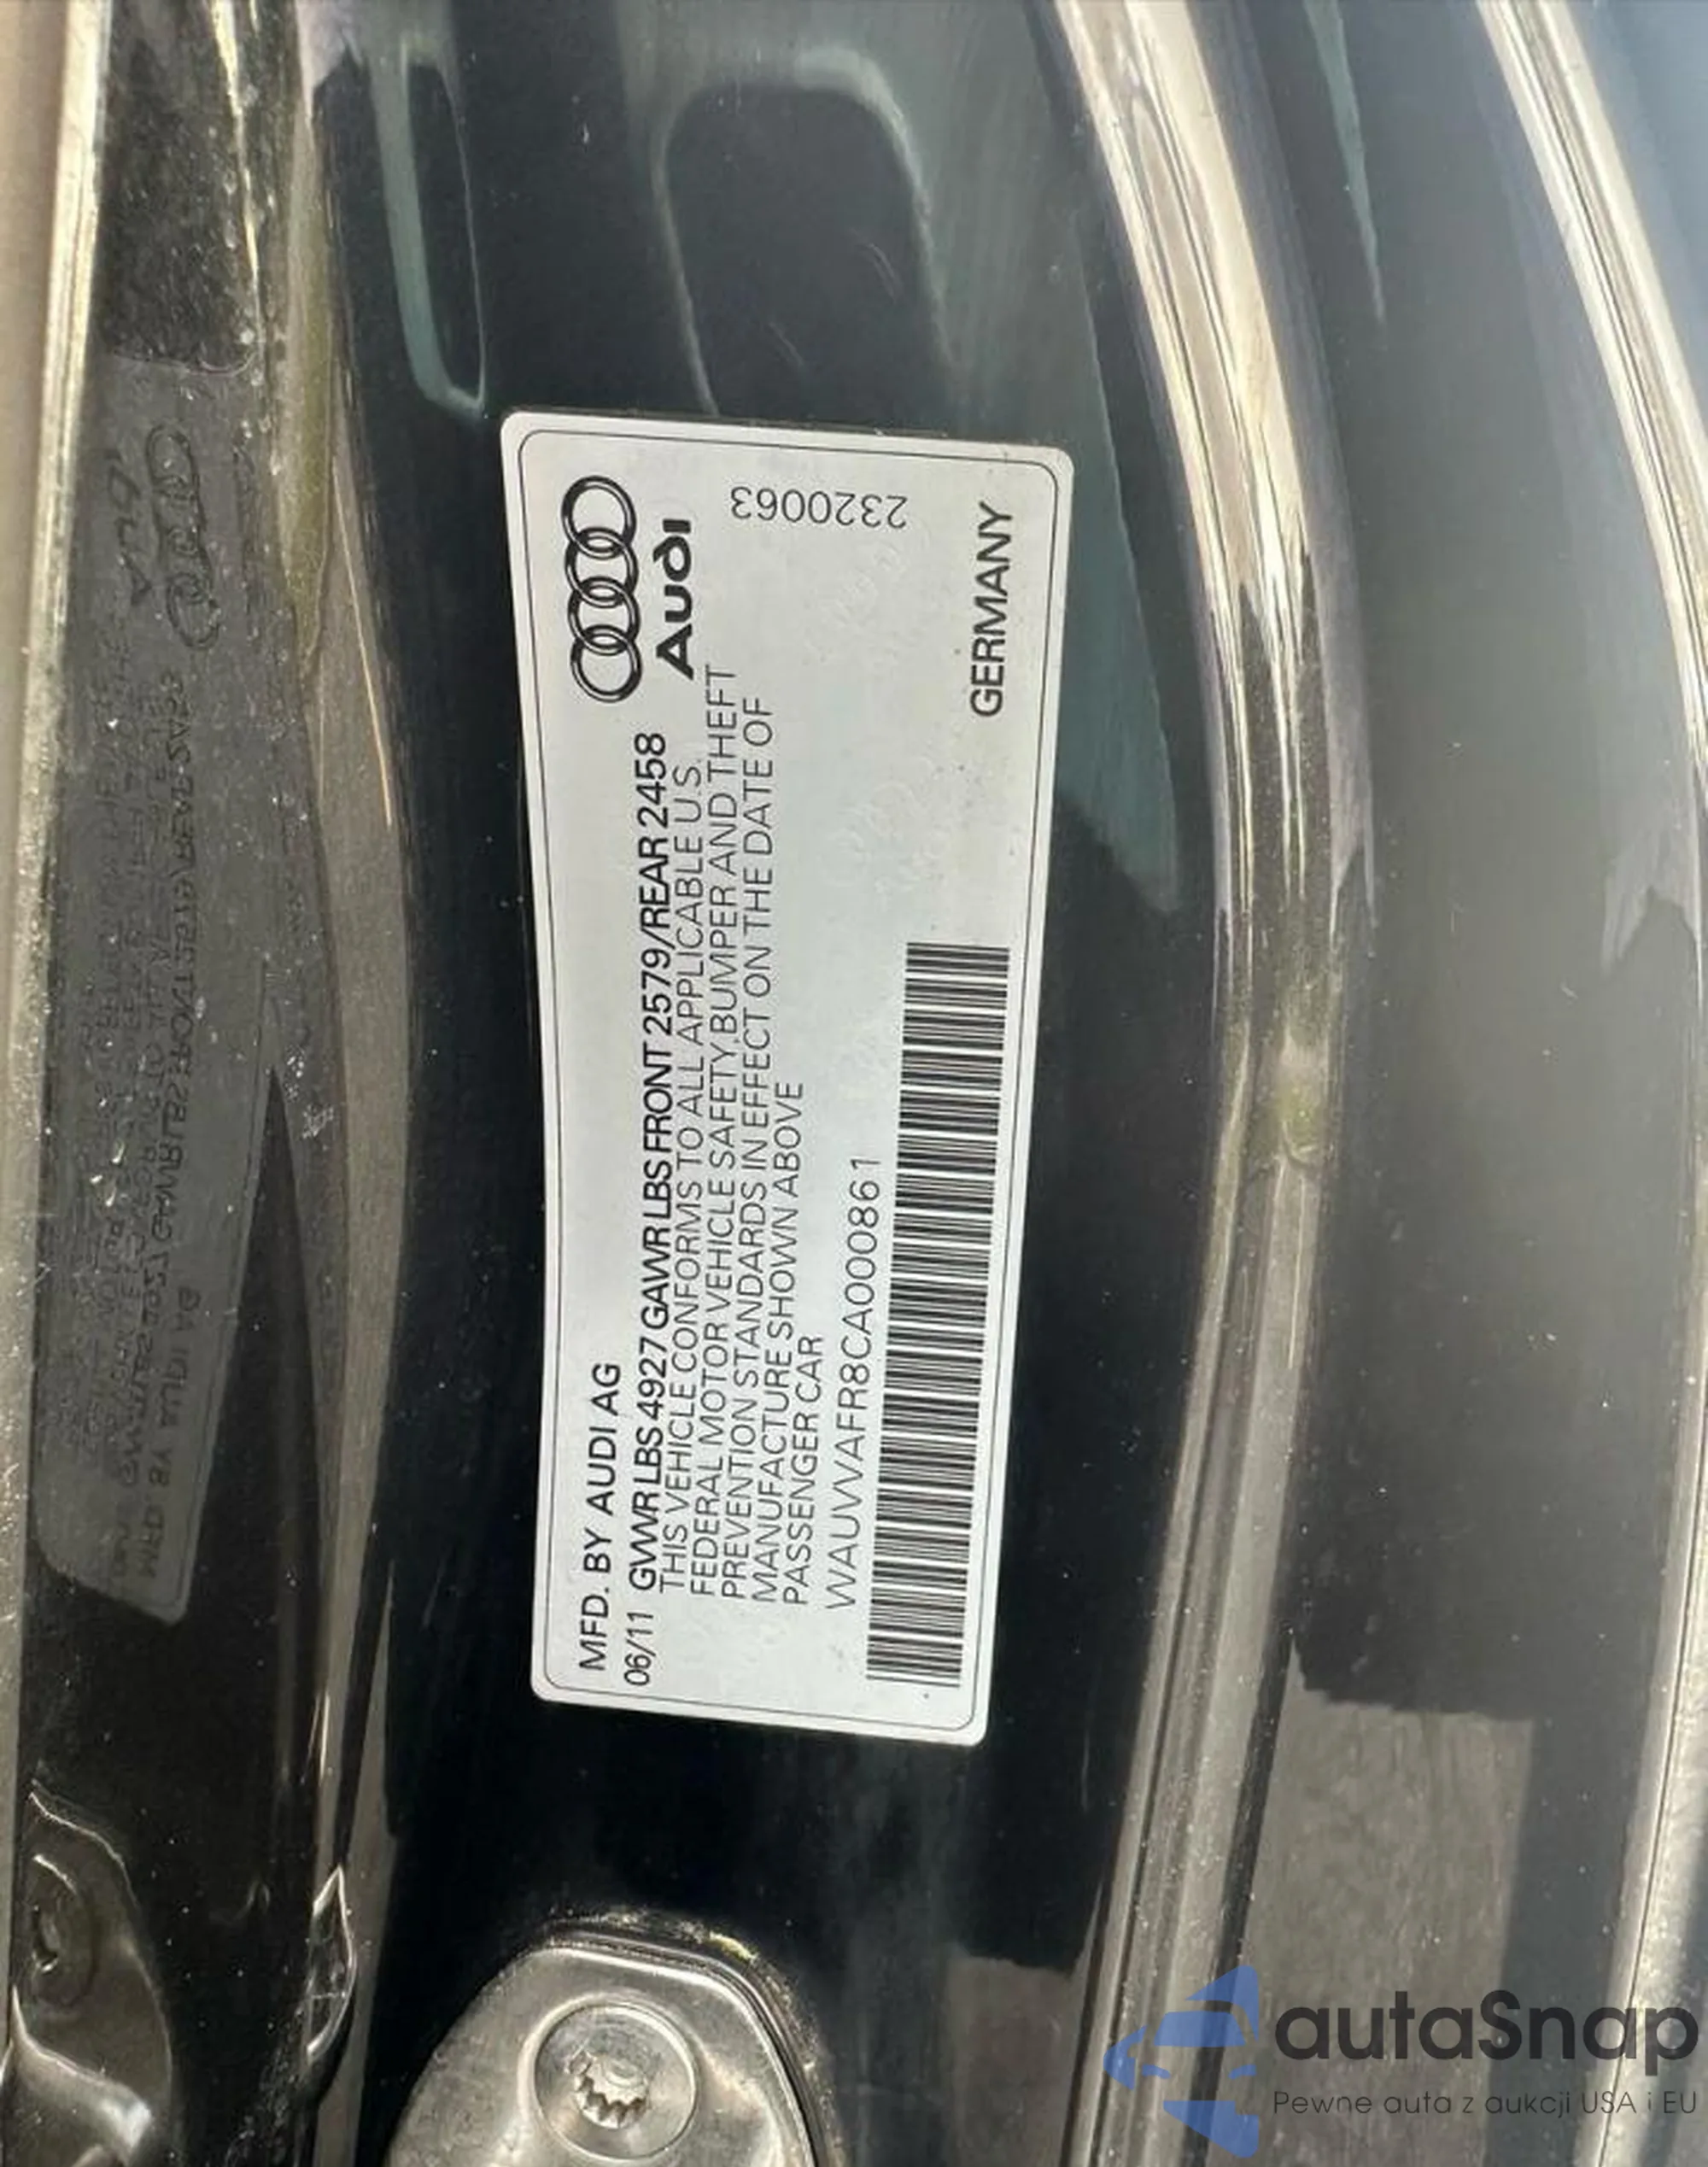 Audi
MFD. BY AUDI AG
06/11 GVWR LBS 4927 GAWR LBS FRONT 2579/REAR 2458
THIS VEHICLE CONFORMS TO ALL APPLICABLE U.S.
FEDERAL MOTOR VEHICLE SAFETY,BUMPER AND THEFT
PREVENTION STANDARDS IN EFFECT ON THE DATE OF
MANUFACTURE SHOWN ABOVE
PASSENGER CAR
WAUVVAFR8CA000861
2320063
GERMANY
autaSnap
Pewne auta z aukcji USA i EU